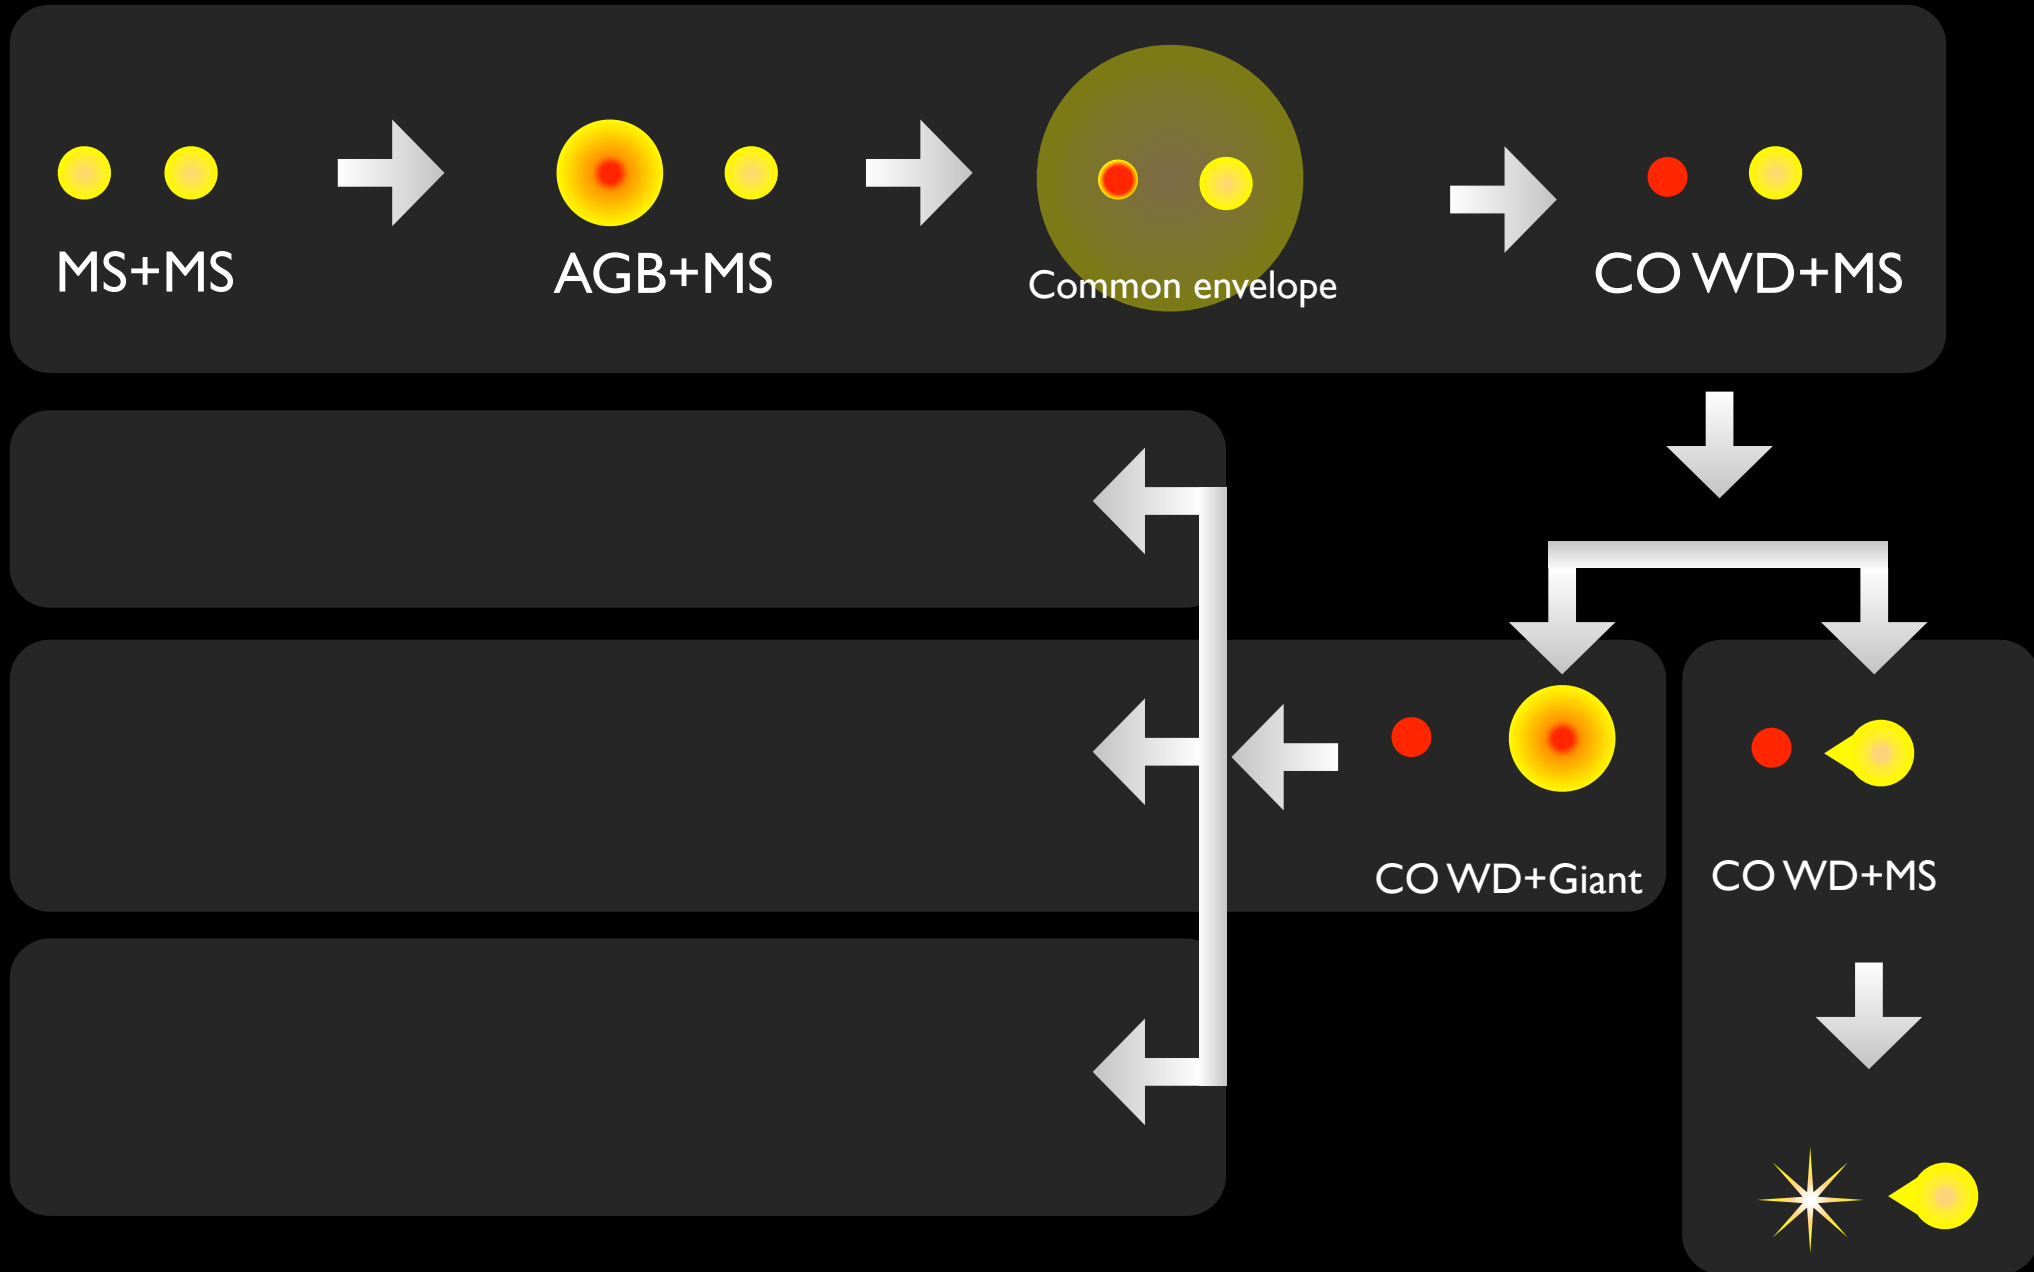 MS+MS
AGB+MS
Common envelope
CO WD+MS
CO WD+Giant
CO WD+MS